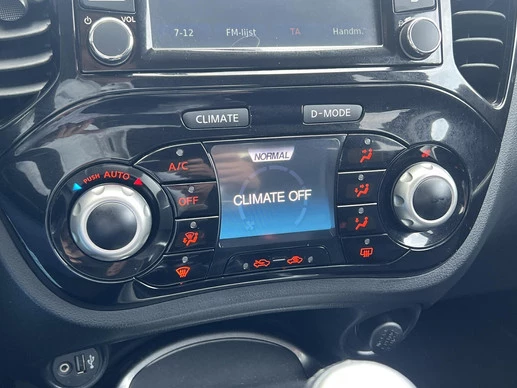 VOL
7-12 FM-lijst TA Handm.
CLIMATE D-MODE
NORMAL
PUSH AUTO
A/C
OFF
CLIMATE OFF